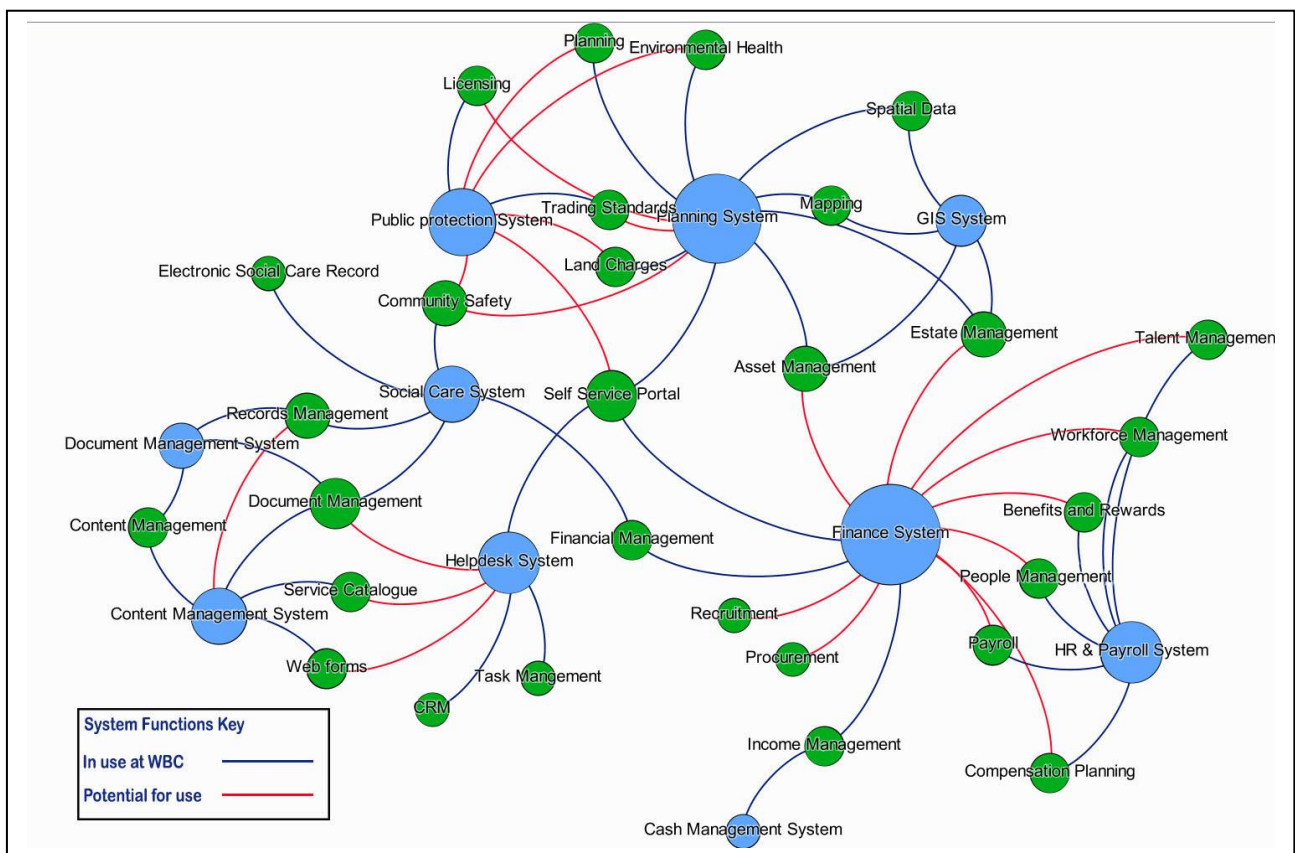 Planning
Environmental Health
Licensing
Spatial Data
Trading Standards
Planning System
Mapping
Public protection System
GIS System
Land Charges
Electronic Social Care Record
Community Safety
Estate Management
Talent Managemen
Asset Management
Social Care System
Self Service Portal
Records Management
Document Management System
Workforce Management
Document Management
Benefits and Rewards
Content Management
Financial Management
Finance System
Helpdesk System
People Management
Service Catalogue
Content Management System
Recruitment
Payroll
HR & Payroll System
Procurement
Web forms
Task Mangement
CRM
System Functions Key
In use at WBC
Potential for use
Income Management
Compensation Planning
Cash Management System